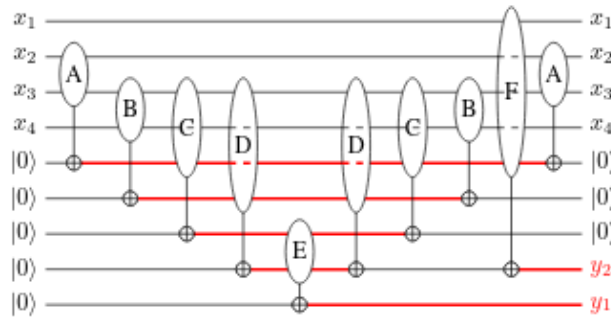 x₁ x₁
x₂ A A x₂
x₃ B C D D C B F x₃
x₄ x₄
|0⟩ |0⟩
|0⟩ |0⟩
|0⟩ E |0⟩
|0⟩ y₂
|0⟩ y₁